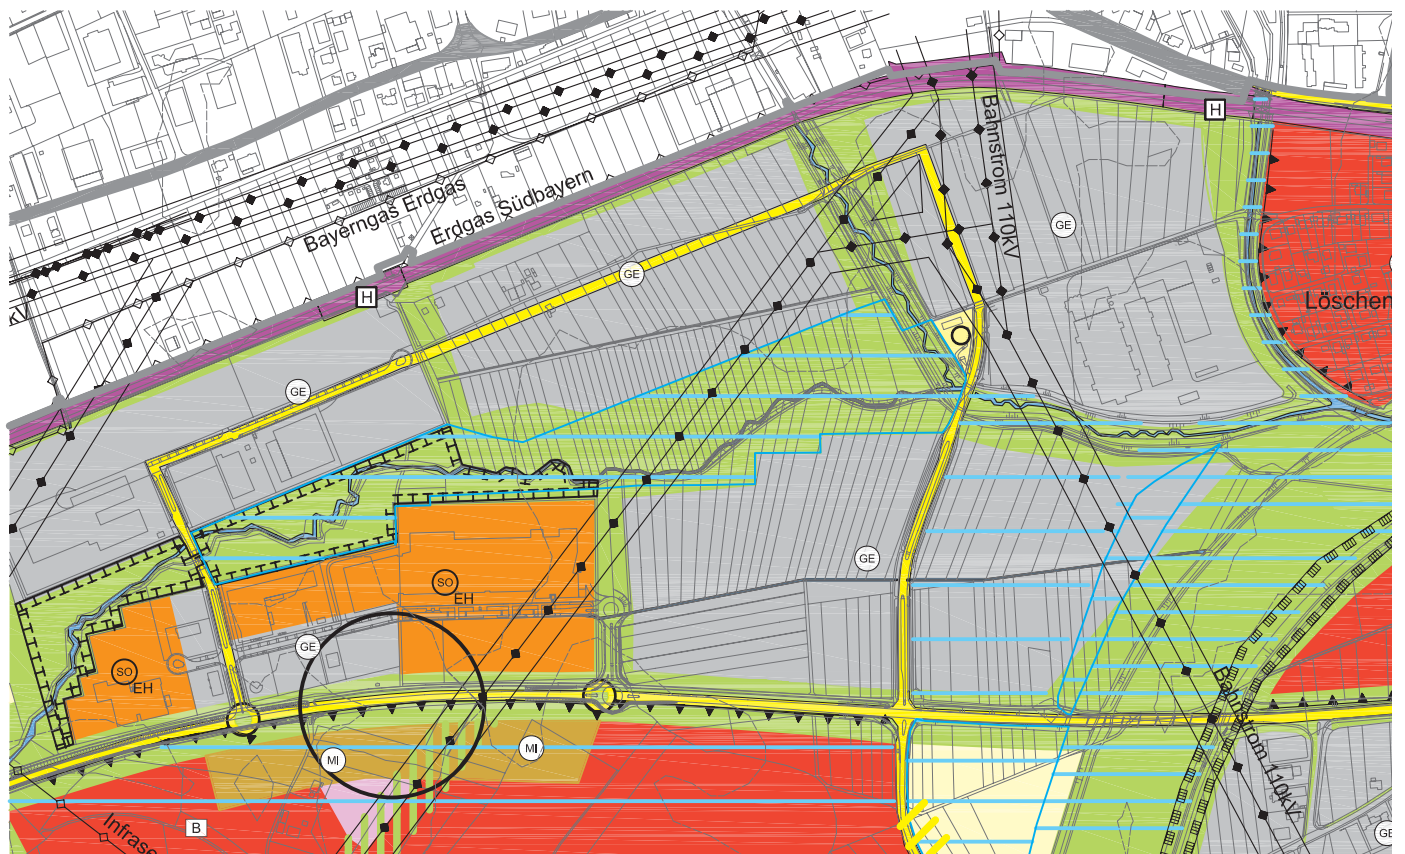 Bahnstrom 110kV
H
Bayerngas Erdgas
Erdgas Südbayern
GE
GE
H
Löschen
kV
GE
GE
SO
EH
GE
SO
EH
Bahnstrom 110kV
MI
MI
B
Infrase
GE